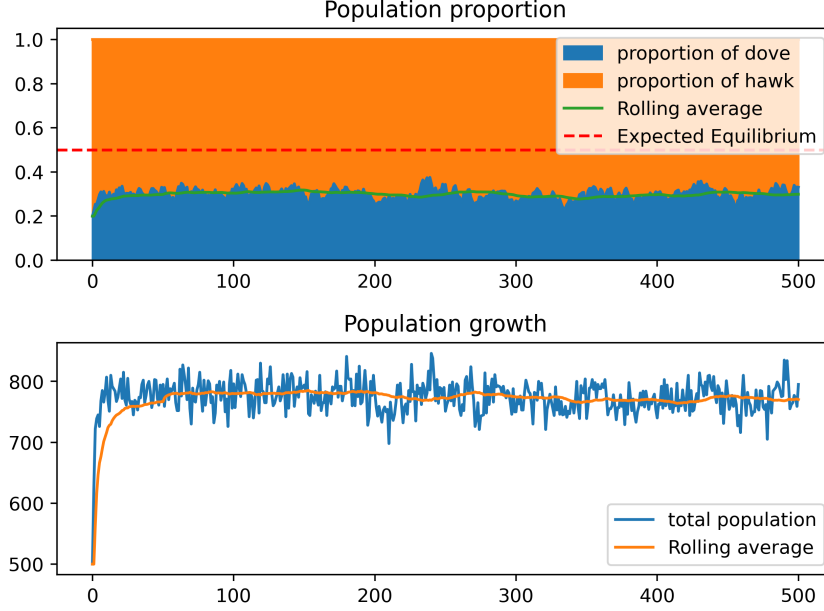 Population proportion
1.0
0.8
0.6
0.4
0.2
0.0
proportion of dove
proportion of hawk
Rolling average
Expected Equilibrium
0 100 200 300 400 500
Population growth
800
700
600
500
total population
Rolling average
0 100 200 300 400 500